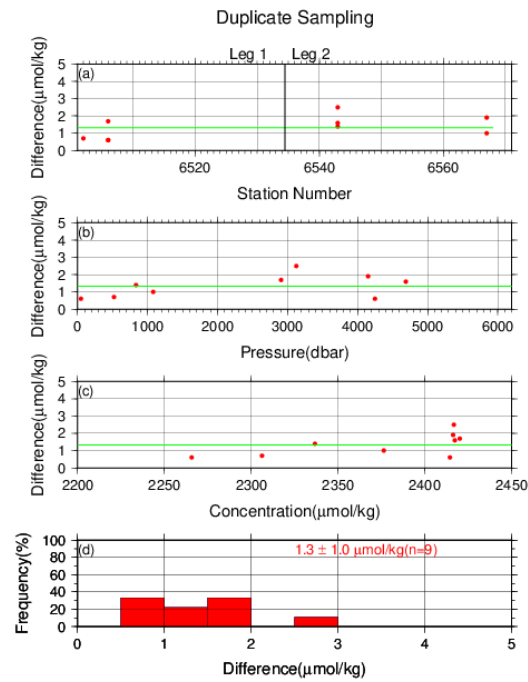 Duplicate Sampling
Leg 1 Leg 2
(a)
Difference(μmol/kg)
5
4
3
2
1
0
6520 6540 6560
Station Number
(b)
Difference(μmol/kg)
5
4
3
2
1
0
0 1000 2000 3000 4000 5000 6000
Pressure(dbar)
(c)
Difference(μmol/kg)
5
4
3
2
1
0
2200 2250 2300 2350 2400 2450
Concentration(μmol/kg)
(d)
1.3 ± 1.0 μmol/kg(n=9)
Frequency(%)
100
80
60
40
20
0
0 1 2 3 4 5
Difference(μmol/kg)